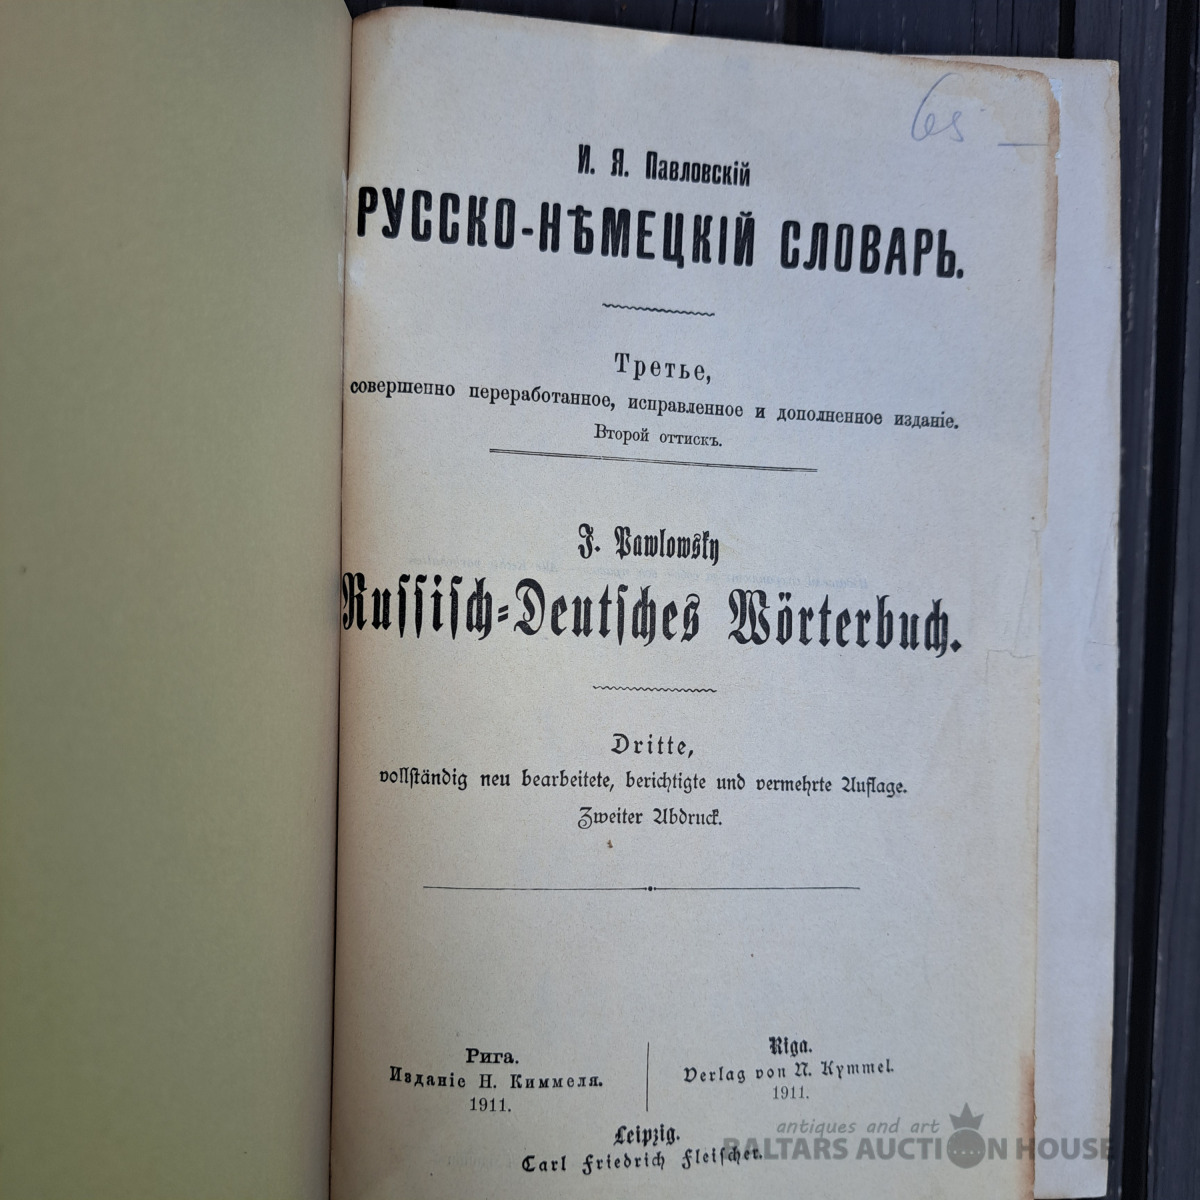 65
И. Я. Павловскій
РУССКО-НѢМЕЦКІЙ СЛОВАРЬ.
Третье,
совершенно переработанное, исправленное и дополненное изданіе.
Второй оттискъ.
J. Pawlowsky
Russisch=Deutsches Wörterbuch.
Dritte,
vollständig neu bearbeitete, berichtigte und vermehrte Auflage.
Zweiter Abdruck.
Рига.
Изданіе Н. Киммеля.
1911.
Riga.
Verlag von N. Kymmel.
1911.
Leipzig.
Carl Friedrich Fleischer.
antiques and art
BALTARS AUCTION HOUSE